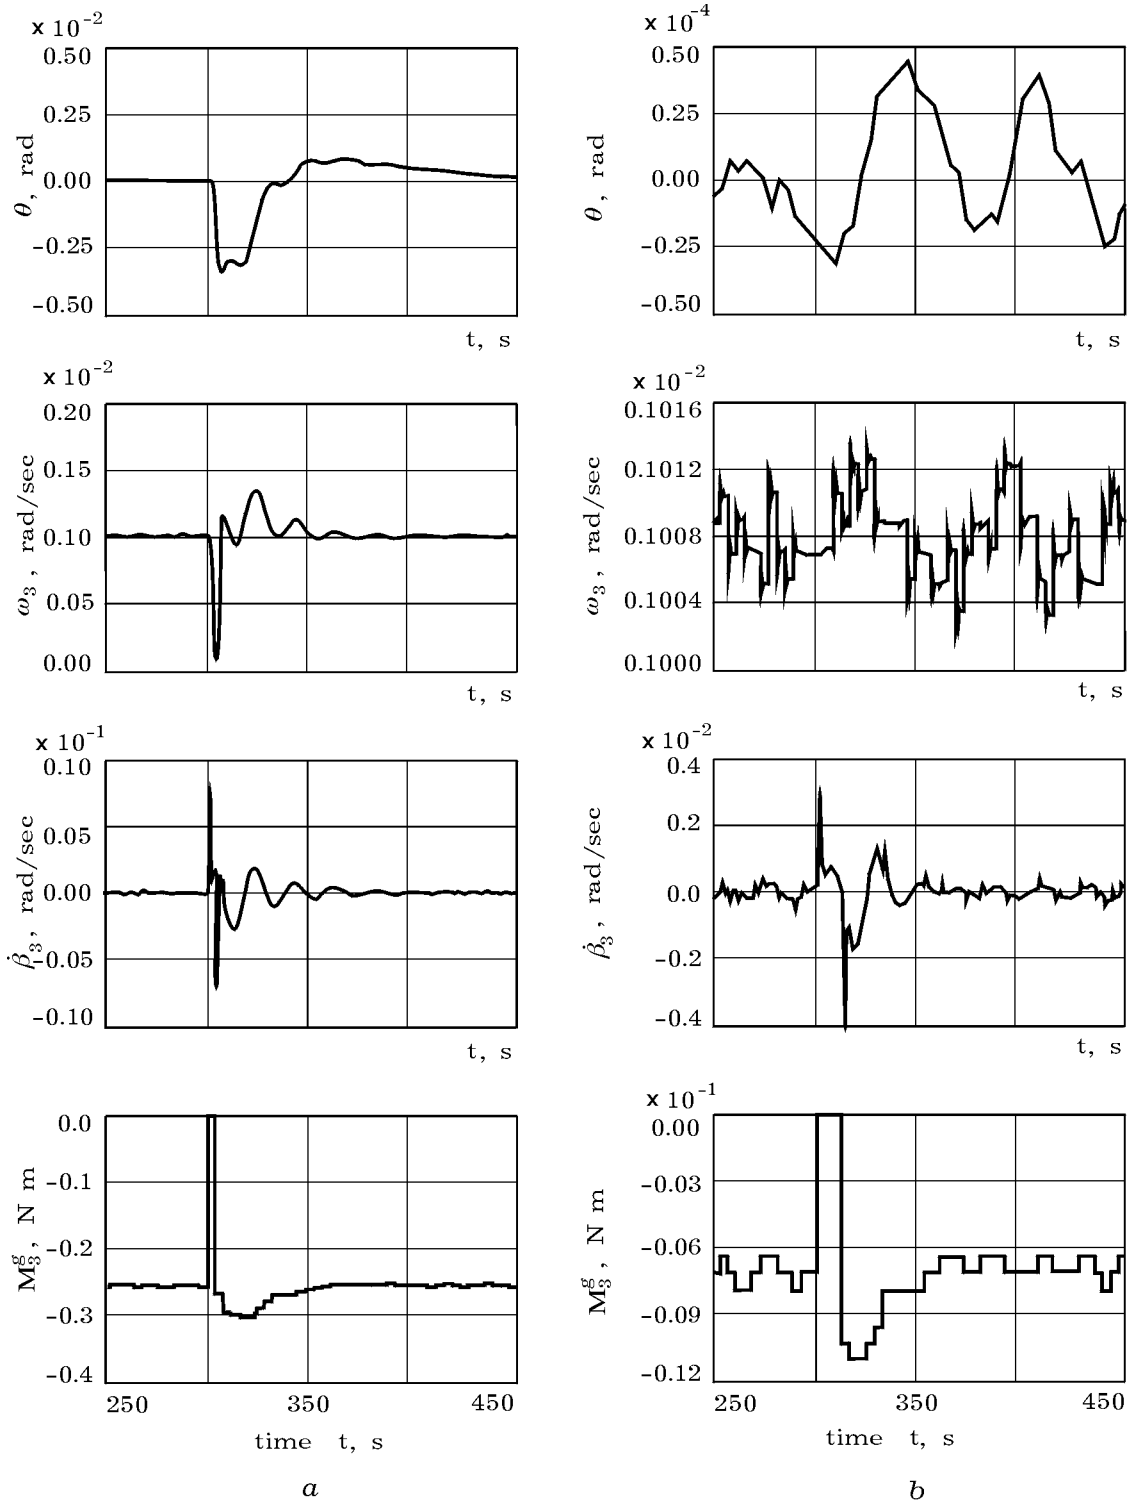 x 10⁻²
0.50
0.25
0.00
-0.25
-0.50
θ, rad
t, s
x 10⁻²
0.20
0.15
0.10
0.05
0.00
ω₃, rad/sec
t, s
x 10⁻¹
0.10
0.05
0.00
-0.05
-0.10
β̇₃, rad/sec
t, s
0.0
-0.1
-0.2
-0.3
-0.4
M₃ᵍ, N m
250 350 450
time t, s
a
x 10⁻⁴
0.50
0.25
0.00
-0.25
-0.50
θ, rad
t, s
x 10⁻²
0.1016
0.1012
0.1008
0.1004
0.1000
ω₃, rad/sec
t, s
x 10⁻²
0.4
0.2
0.0
-0.2
-0.4
β̇₃, rad/sec
t, s
x 10⁻¹
0.00
-0.03
-0.06
-0.09
-0.12
M₃ᵍ, N m
250 350 450
time t, s
b